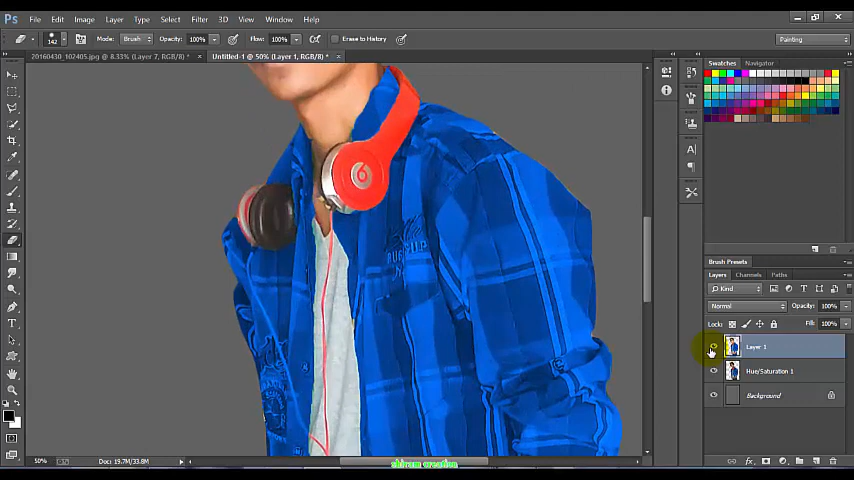 Ps File Edit Image Layer Type Select Filter 3D View Window Help
142 Mode: Brush Opacity: 100% Flow: 100% Erase to History Painting
20160430_102405.jpg @ 8.33% (Layer 7, RGB/8) * × Untitled-1 @ 50% (Layer 1, RGB/8) * ×
Swatches Navigator
Brush Presets
Layers Channels Paths
Kind
Normal Opacity: 100%
Lock: Fill: 100%
Layer 1
Hue/Saturation 1
Background
50% Doc: 19.7M/33.8M
shivam creation